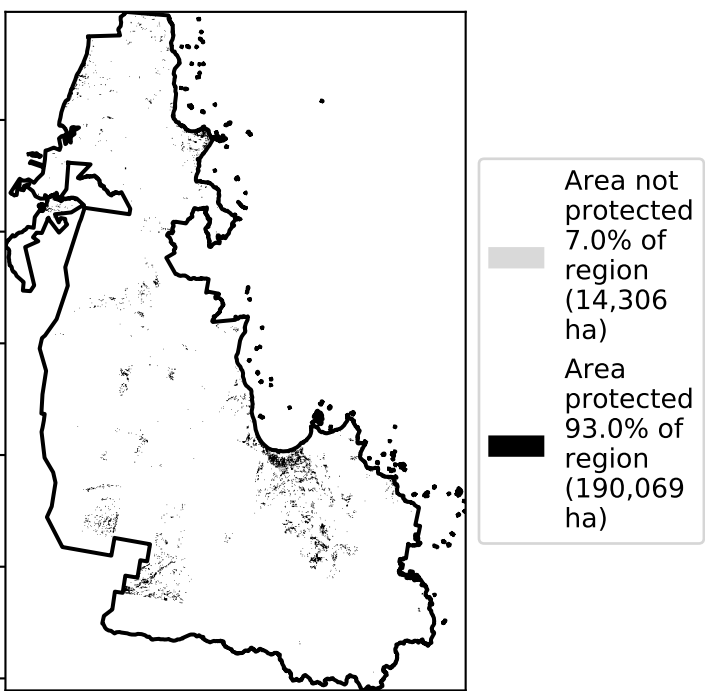 Area not
protected
7.0% of
region
(14,306
ha)
Area
protected
93.0% of
region
(190,069
ha)